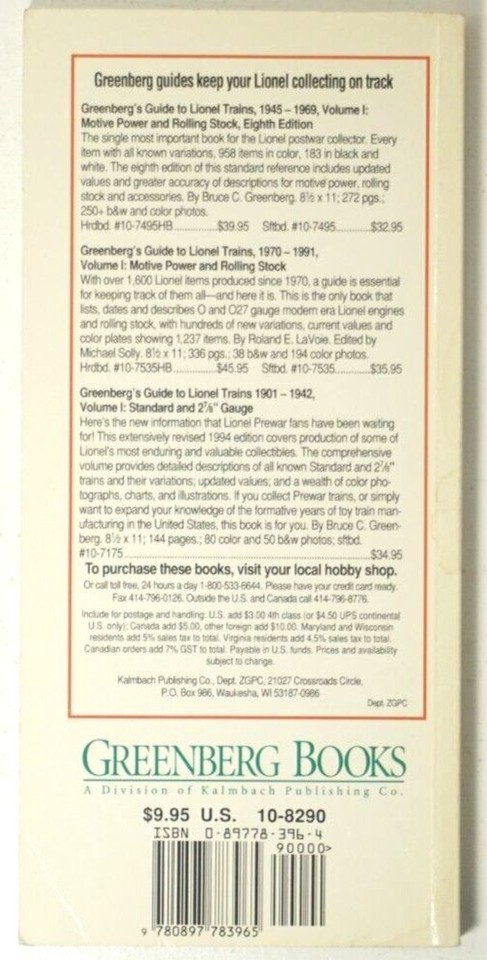 Greenberg guides keep your Lionel collecting on track
Greenberg's Guide to Lionel Trains, 1945 – 1969, Volume I:
Motive Power and Rolling Stock, Eighth Edition
The single most important book for the Lionel postwar collector. Every
item with all known variations, 958 items in color, 183 in black and
white. The eighth edition of this standard reference includes updated
values and greater accuracy of descriptions for motive power, rolling
stock and accessories. By Bruce C. Greenberg. 8½ x 11; 272 pgs.;
250+ b&w and color photos.
Hrdbd. #10-7495HB..............$39.95 Sftbd. #10-7495..........$32.95
Greenberg's Guide to Lionel Trains, 1970 – 1991,
Volume I: Motive Power and Rolling Stock
With over 1,600 Lionel items produced since 1970, a guide is essential
for keeping track of them all—and here it is. This is the only book that
lists, dates and describes O and O27 gauge modern era Lionel engines
and rolling stock, with hundreds of new variations, current values and
color plates showing 1,237 items. By Roland E. LaVoie. Edited by
Michael Solly. 8½ x 11; 336 pgs.; 38 b&w and 194 color photos.
Hrdbd. #10-7535HB..............$45.95 Sftbd. #10-7535..........$35.95
Greenberg's Guide to Lionel Trains 1901 – 1942,
Volume I: Standard and 2⅞" Gauge
Here's the new information that Lionel Prewar fans have been waiting
for! This extensively revised 1994 edition covers production of some of
Lionel's most enduring and valuable collectibles. The comprehensive
volume provides detailed descriptions of all known Standard and 2⅞"
trains and their variations; updated values; and a wealth of color pho-
tographs, charts, and illustrations. If you collect Prewar trains, or simply
want to expand your knowledge of the formative years of toy train man-
ufacturing in the United States, this book is for you. By Bruce C. Green-
berg. 8½ x 11; 144 pages.; 80 color and 50 b&w photos; sftbd.
#10-7175..............................................................$34.95
To purchase these books, visit your local hobby shop.
Or call toll free, 24 hours a day 1-800-533-6644. Please have your credit card ready.
Fax 414-796-0126. Outside the U.S. and Canada call 414-796-8776.
Include for postage and handling: U.S. add $3.00 4th class (or $4.50 UPS continental
U.S. only); Canada add $5.00, other foreign add $10.00. Maryland and Wisconsin
residents add 5% sales tax to total. Virginia residents add 4.5% sales tax to total.
Canadian orders add 7% GST to total. Payable in U.S. funds. Prices and availability
subject to change.
Kalmbach Publishing Co., Dept. ZGPC, 21027 Crossroads Circle,
P.O. Box 986, Waukesha, WI 53187-0986
Dept. ZGPC
GREENBERG BOOKS
A Division of Kalmbach Publishing Co.
$9.95 U.S. 10-8290
ISBN 0-89778-396-4
90000>
9 780897 783965